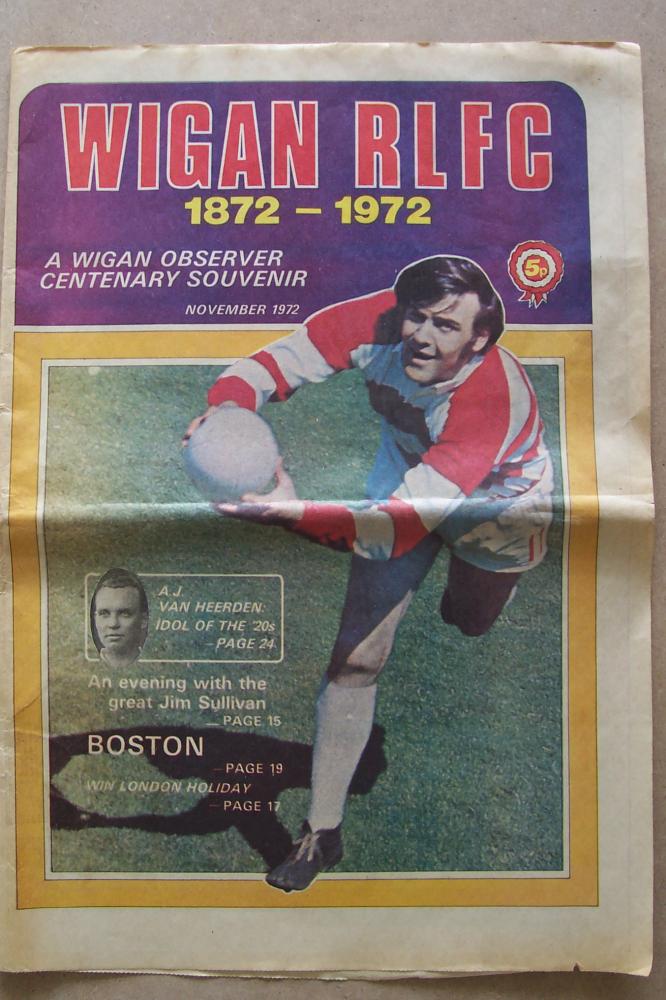 WIGAN RLFC
1872 – 1972
A WIGAN OBSERVER
CENTENARY SOUVENIR
NOVEMBER 1972
5p
A.J.
VAN HEERDEN:
IDOL OF THE '20s
–PAGE 24
An evening with the
great Jim Sullivan
— PAGE 15
BOSTON
–PAGE 19
WIN LONDON HOLIDAY
–PAGE 17